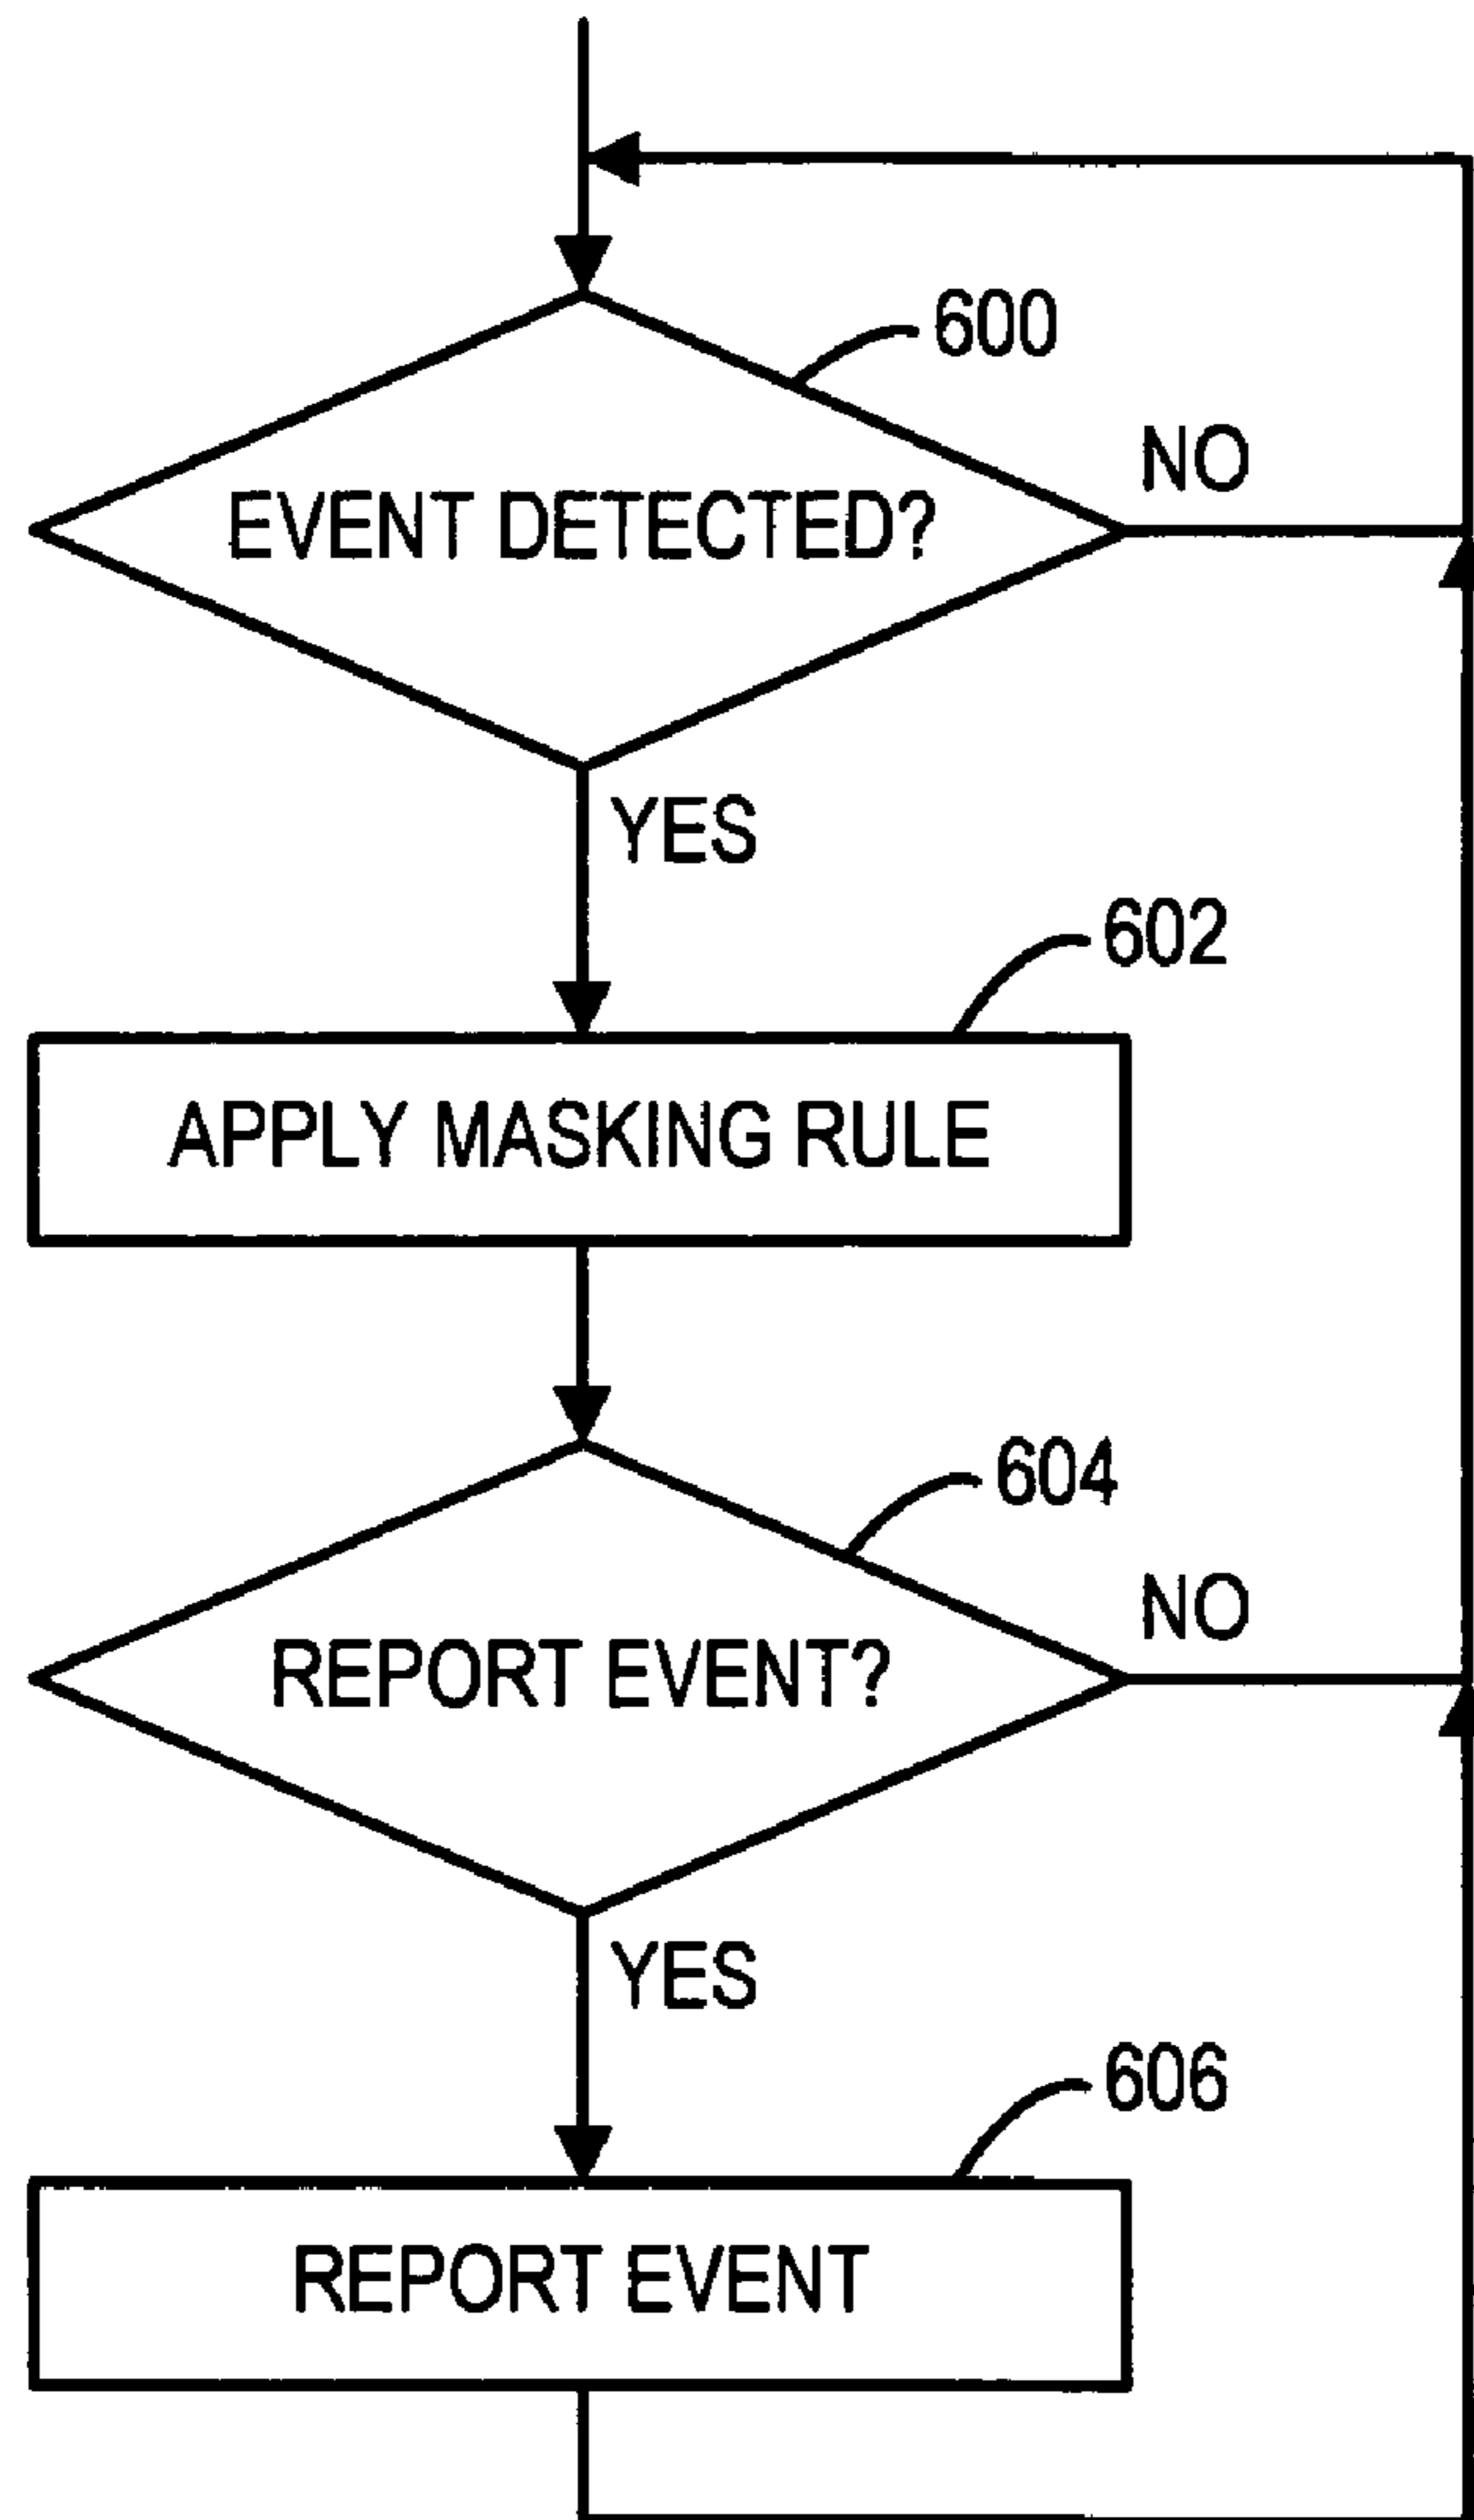 600
NO
EVENT DETECTED?
YES
602
APPLY MASKING RULE
604
NO
REPORT EVENT?
YES
606
REPORT EVENT